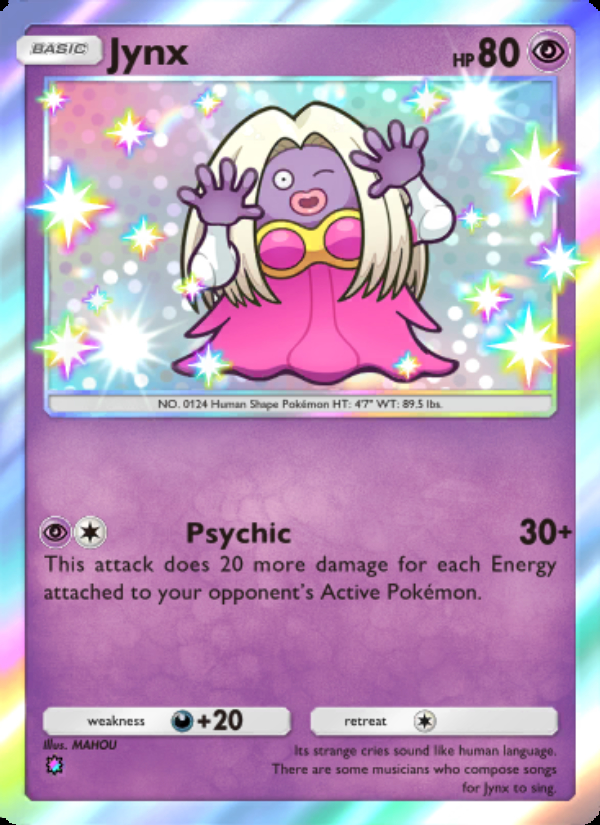 BASIC Jynx HP 80
NO. 0124 Human Shape Pokémon HT: 4'7" WT: 89.5 lbs.
Psychic 30+
This attack does 20 more damage for each Energy
attached to your opponent's Active Pokémon.
weakness +20 retreat
Illus. MAHOU
Its strange cries sound like human language.
There are some musicians who compose songs
for Jynx to sing.